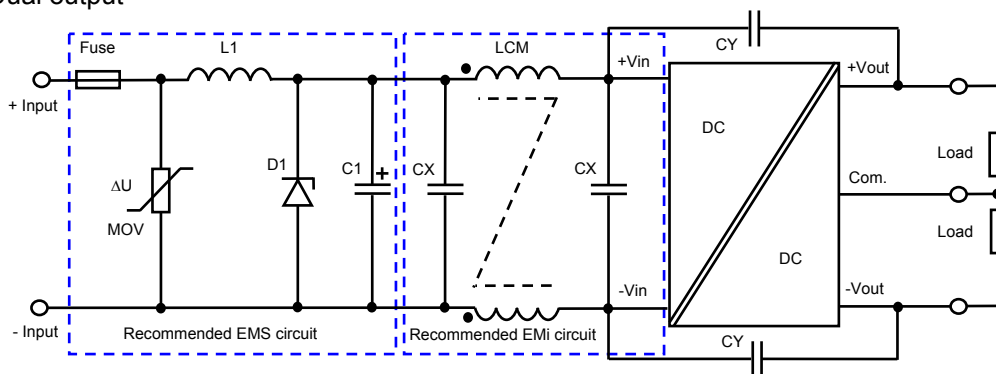 Dual output
Fuse
L1
LCM
CY
+Vin
+Vout
+ Input
DC
Load
D1
C1
+
CX
CX
ΔU
Com.
MOV
Load
DC
-Vin
-Vout
- Input
Recommended EMS circuit
Recommended EMi circuit
CY